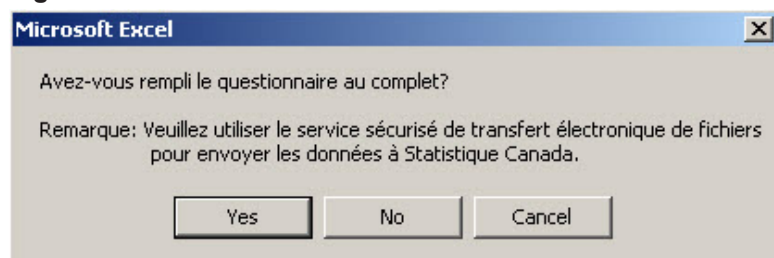 Microsoft Excel
Avez-vous rempli le questionnaire au complet?
Remarque: Veuillez utiliser le service sécurisé de transfert électronique de fichiers
pour envoyer les données à Statistique Canada.
Yes No Cancel